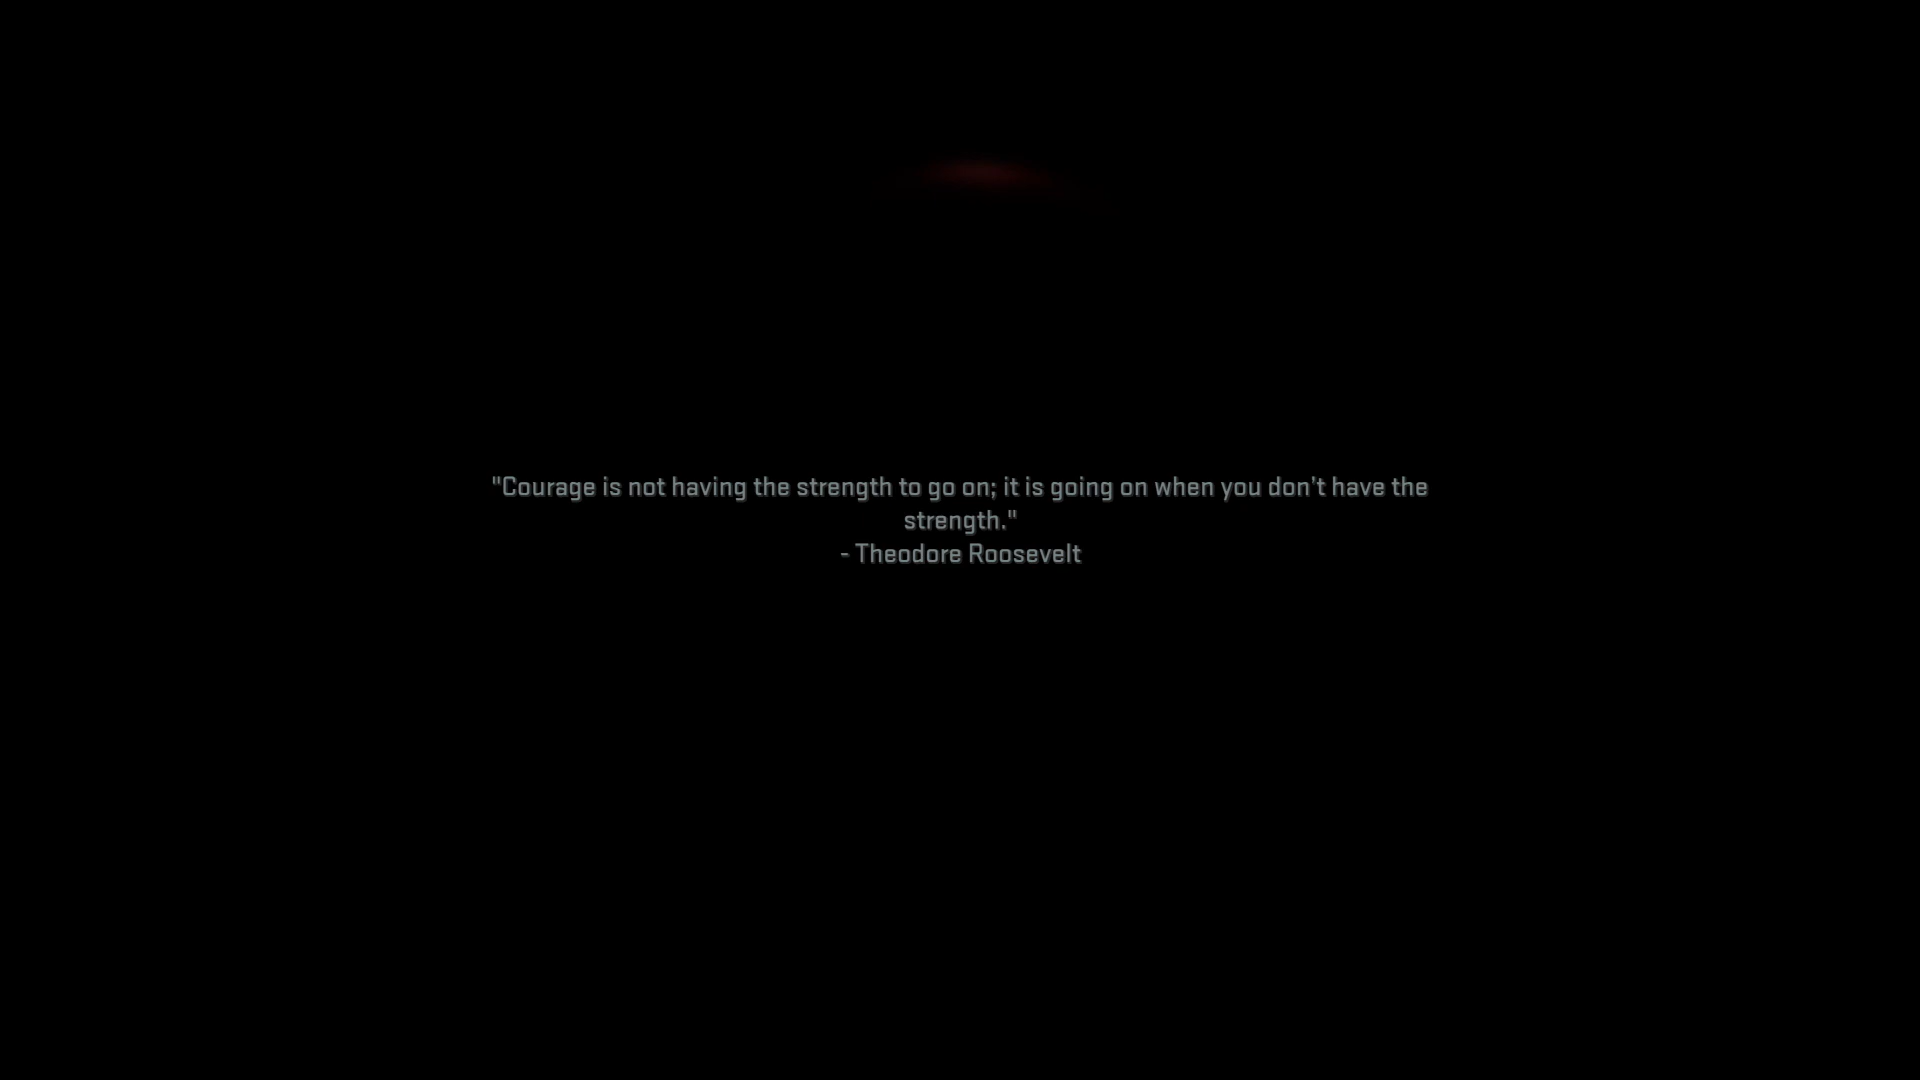 "Courage is not having the strength to go on; it is going on when you don't have the
strength."
- Theodore Roosevelt